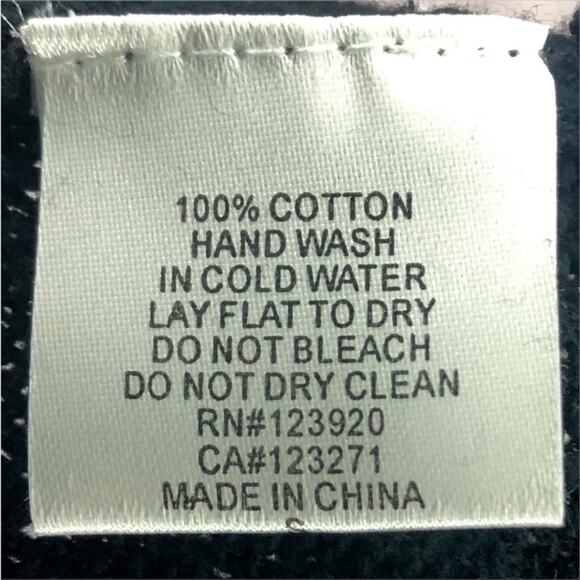 100% COTTON
HAND WASH
IN COLD WATER
LAY FLAT TO DRY
DO NOT BLEACH
DO NOT DRY CLEAN
RN#123920
CA#123271
MADE IN CHINA